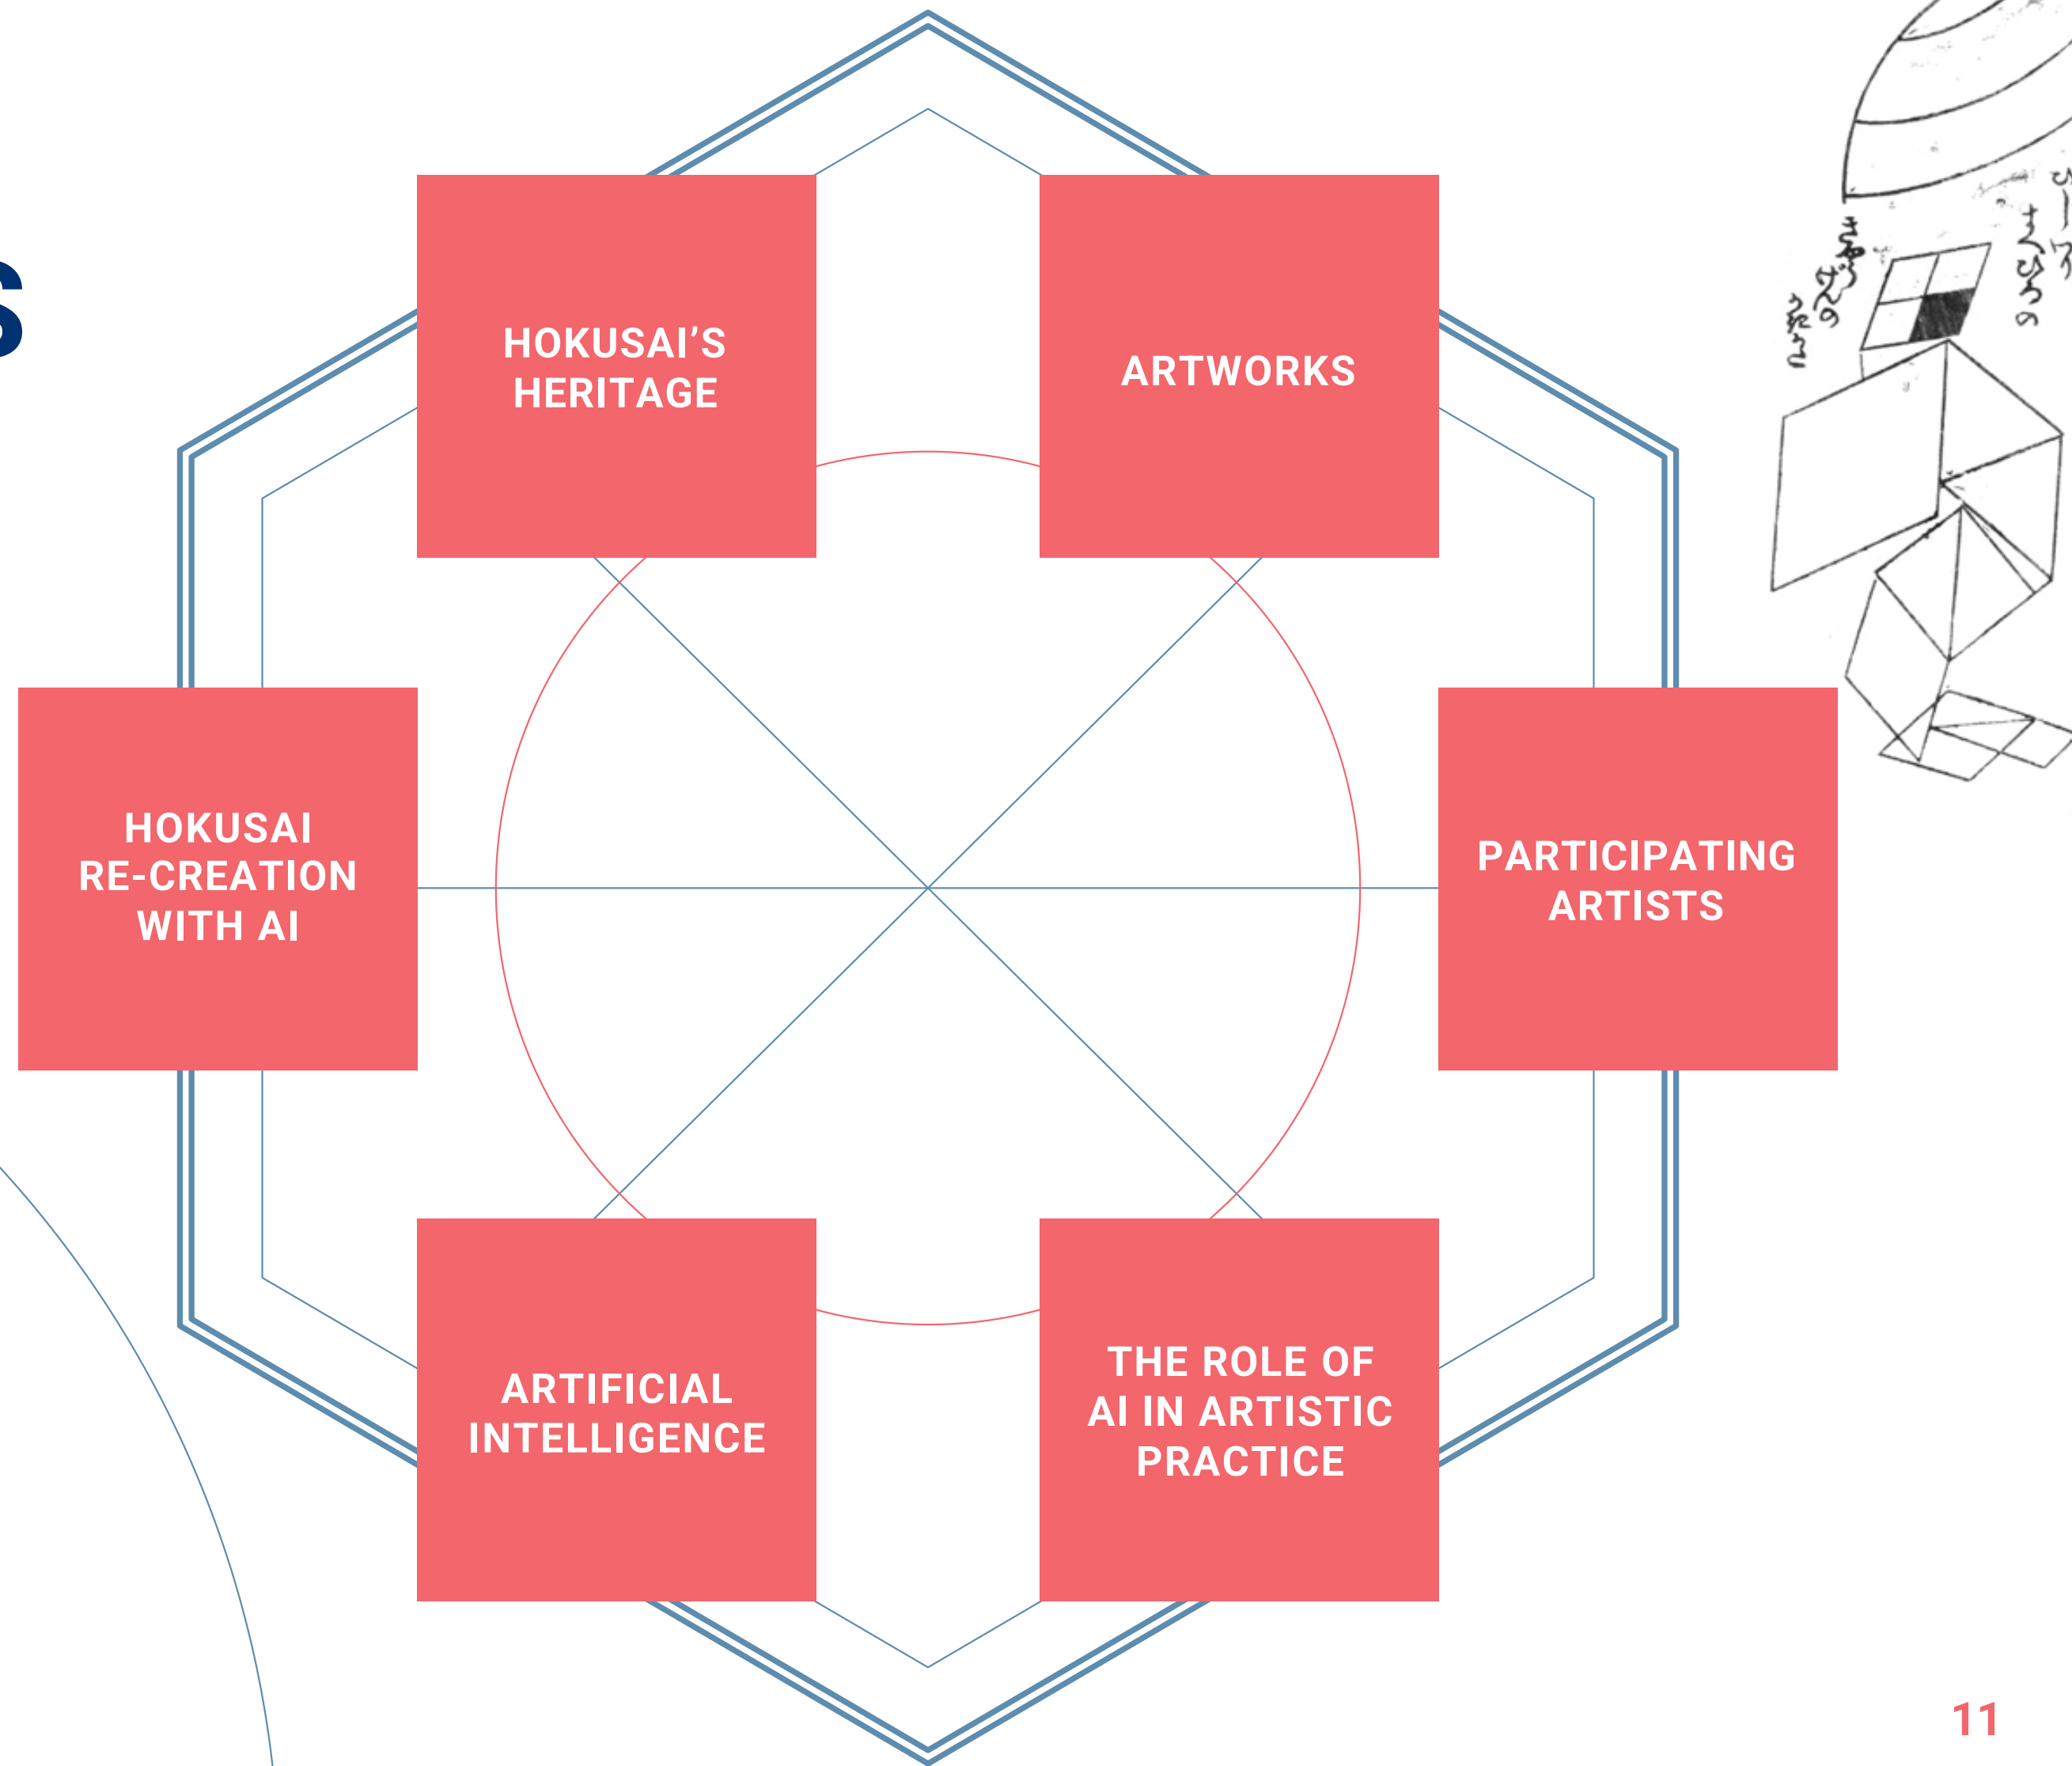 S
HOKUSAI’S
HERITAGE
ARTWORKS
HOKUSAI
RE-CREATION
WITH AI
PARTICIPATING
ARTISTS
ARTIFICIAL
INTELLIGENCE
THE ROLE OF
AI IN ARTISTIC
PRACTICE
11